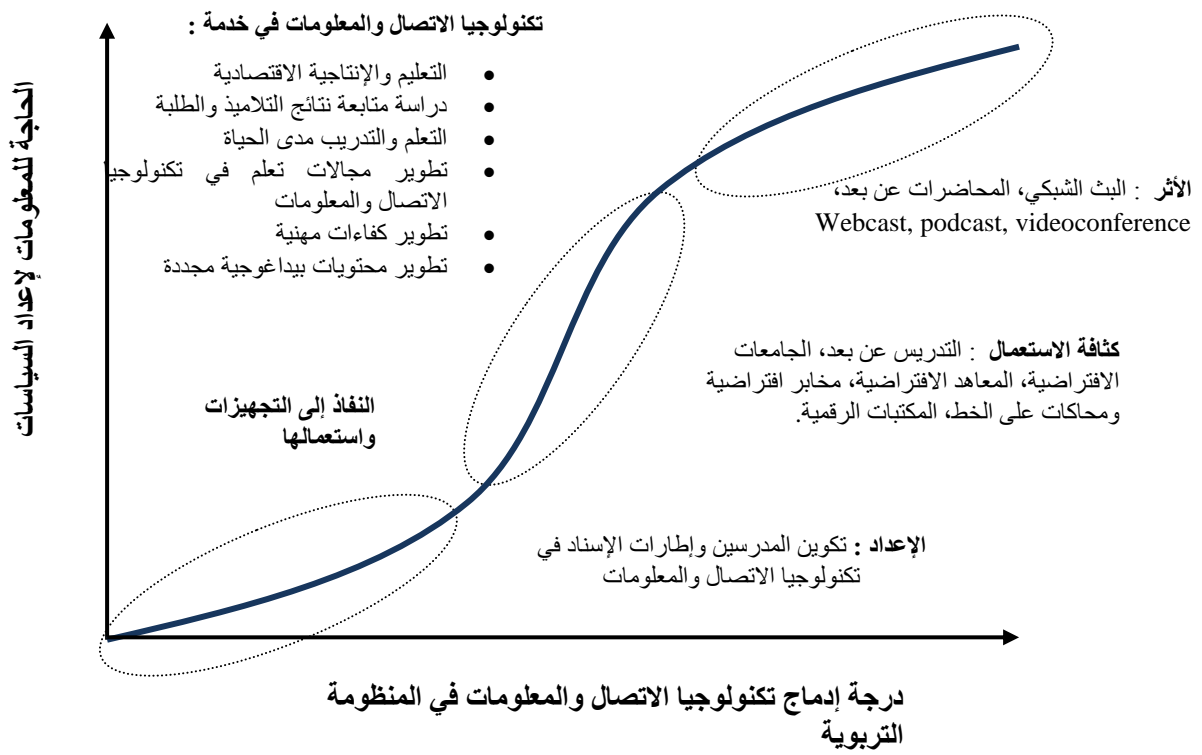 تكنولوجيا الاتصال والمعلومات في خدمة :
• التعليم والإنتاجية الاقتصادية
• دراسة متابعة نتائج التلاميذ والطلبة
• التعلم والتدريب مدى الحياة
• تطوير مجالات تعلم في تكنولوجيا
الاتصال والمعلومات
• تطوير كفاءات مهنية
• تطوير محتويات بيداغوجية مجددة
الحاجة للمعلومات لإعداد السياسات
الأثر : البث الشبكي، المحاضرات عن بعد،
Webcast, podcast, videoconference
كثافة الاستعمال : التدريس عن بعد، الجامعات
الافتراضية، المعاهد الافتراضية، مخابر افتراضية
ومحاكات على الخط، المكتبات الرقمية.
النفاذ إلى التجهيزات
واستعمالها
الإعداد : تكوين المدرسين وإطارات الإسناد في
تكنولوجيا الاتصال والمعلومات
درجة إدماج تكنولوجيا الاتصال والمعلومات في المنظومة
التربوية